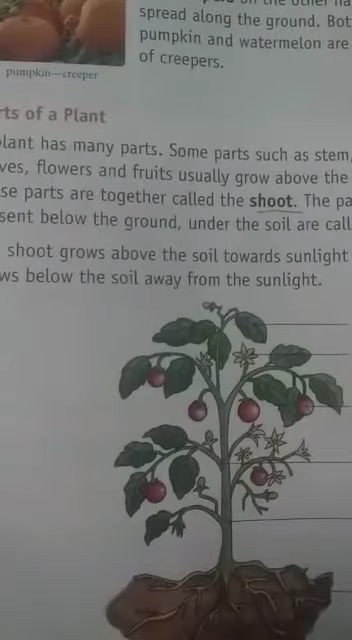 spread along the ground. Bot
pumpkin and watermelon are
of creepers.
pumpkin—creeper
rts of a Plant
plant has many parts. Some parts such as stem,
ves, flowers and fruits usually grow above the
se parts are together called the shoot. The pa
sent below the ground, under the soil are call
shoot grows above the soil towards sunlight
ws below the soil away from the sunlight.